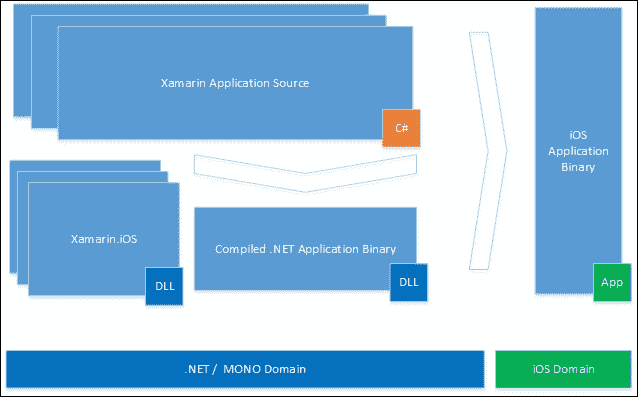 Xamarin Application Source
C#
iOS
Application
Binary
Xamarin.iOS
DLL
Compiled .NET Application Binary
DLL
App
.NET / MONO Domain
iOS Domain